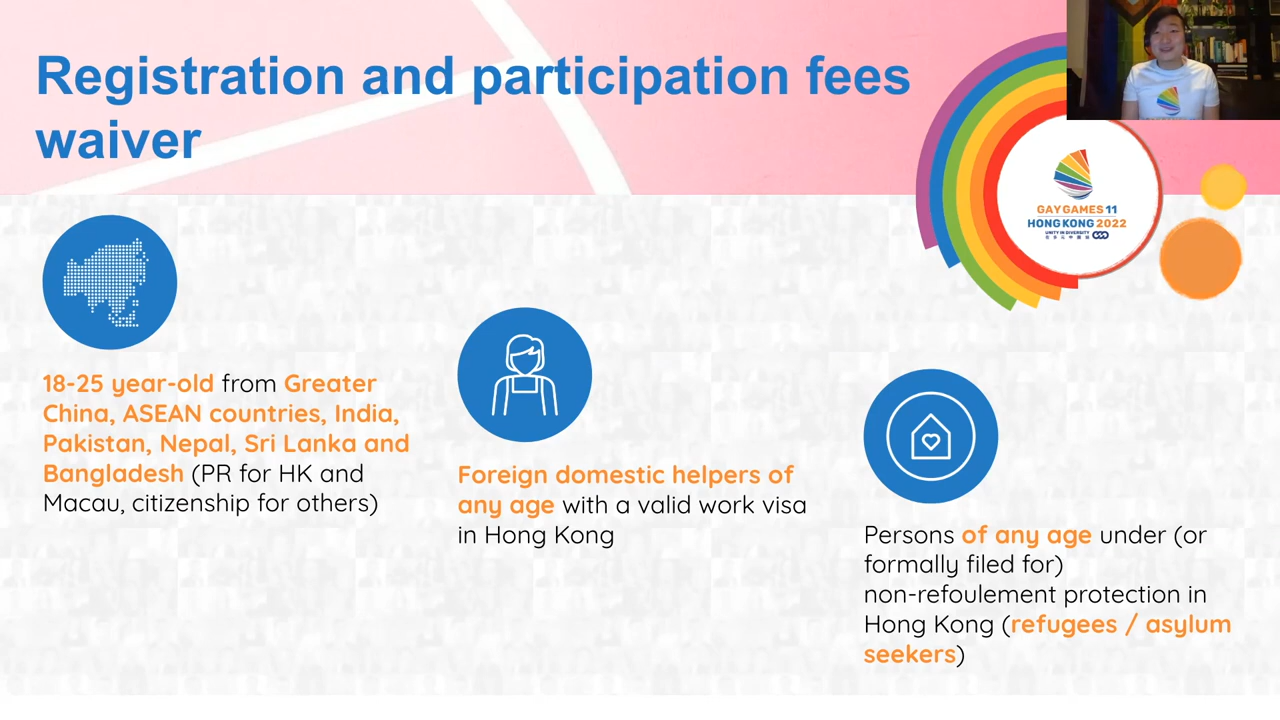 Registration and participation fees
waiver
GAY GAMES 11
HONG KONG 2022
UNITY IN DIVERSITY
18-25 year-old from Greater
China, ASEAN countries, India,
Pakistan, Nepal, Sri Lanka and
Bangladesh (PR for HK and
Macau, citizenship for others)
Foreign domestic helpers of
any age with a valid work visa
in Hong Kong
Persons of any age under (or
formally filed for)
non-refoulement protection in
Hong Kong (refugees / asylum
seekers)